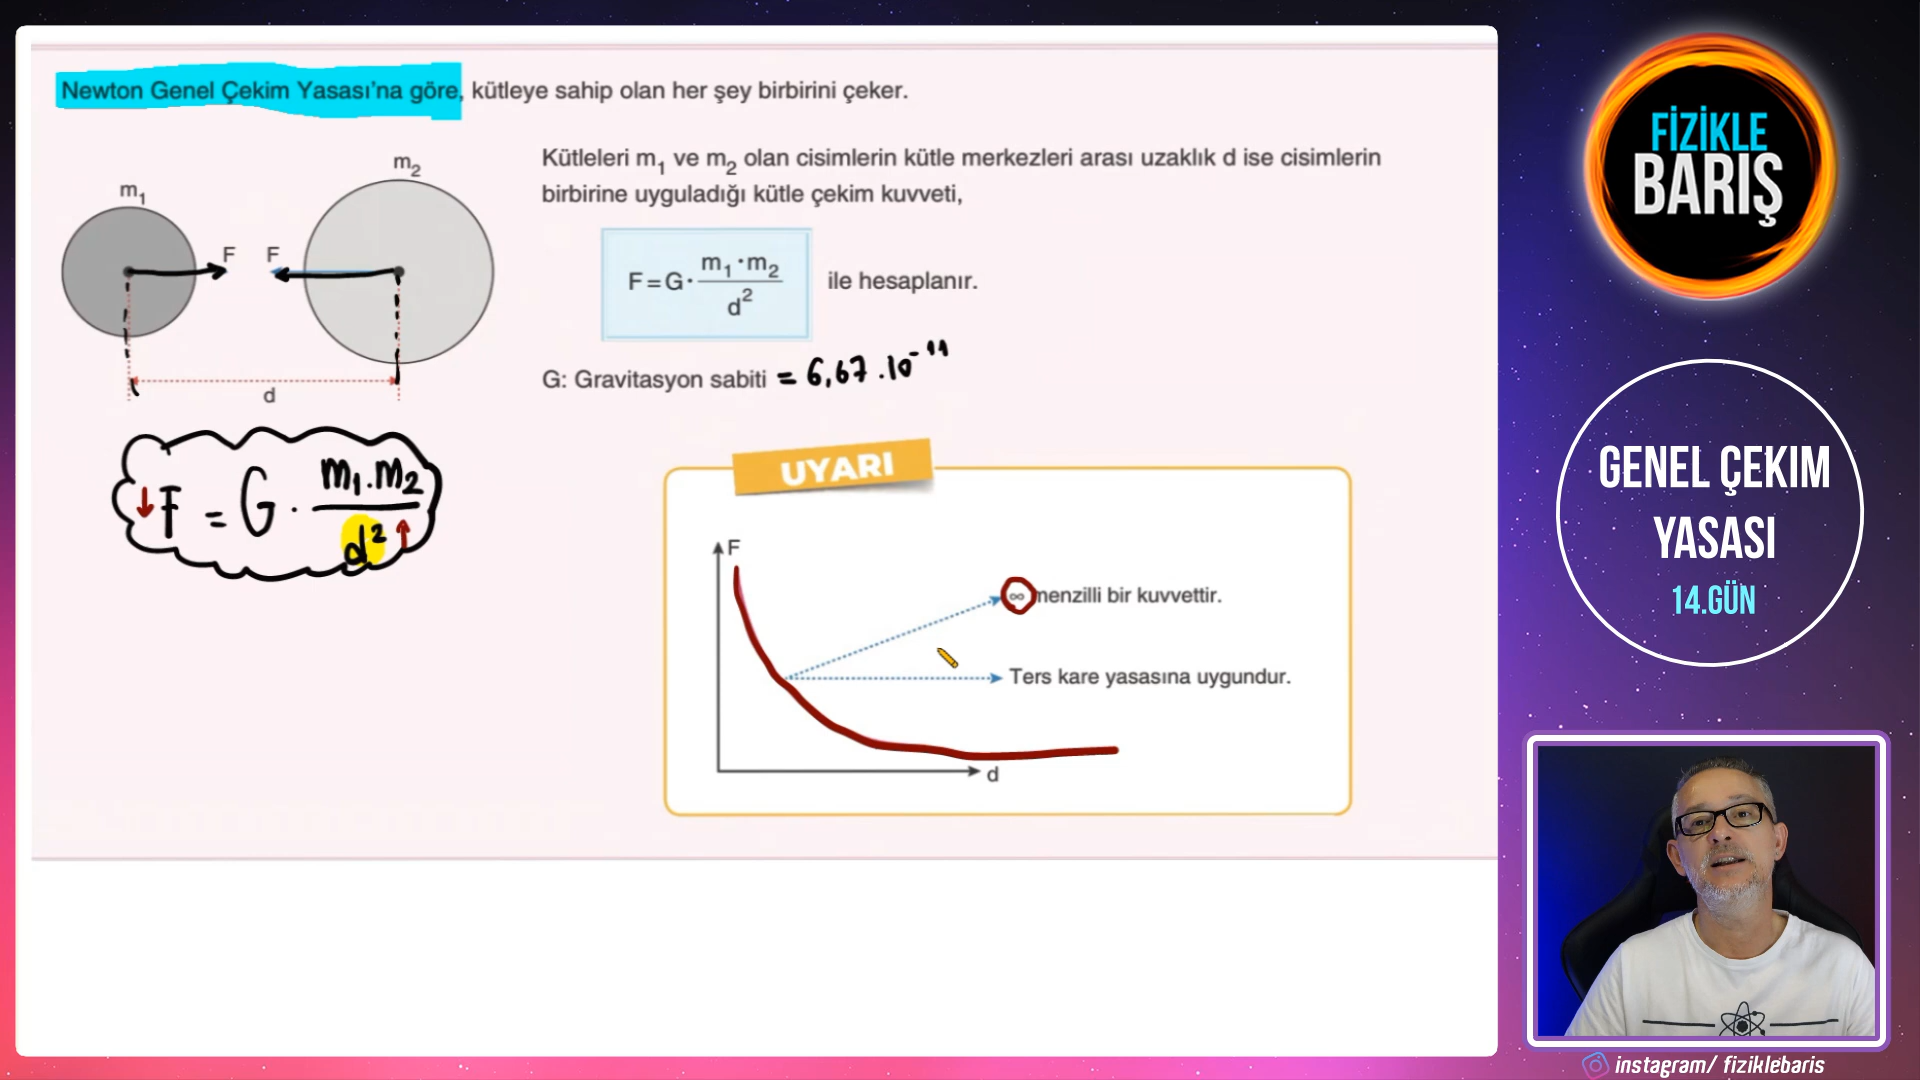 Newton Genel Çekim Yasası'na göre, kütleye sahip olan her şey birbirini çeker.
m₁
m₂
F F
d
Kütleleri m₁ ve m₂ olan cisimlerin kütle merkezleri arası uzaklık d ise cisimlerin
birbirine uyguladığı kütle çekim kuvveti,
F=G· m₁·m₂ / d² ile hesaplanır.
G: Gravitasyon sabiti = 6,67 .10⁻¹¹
↓F = G · m₁.m₂ / d² ↑
UYARI
F
∞ menzilli bir kuvvettir.
Ters kare yasasına uygundur.
d
FİZİKLE
BARIŞ
GENEL ÇEKIM
YASASI
14.GÜN
instagram/ fiziklebaris